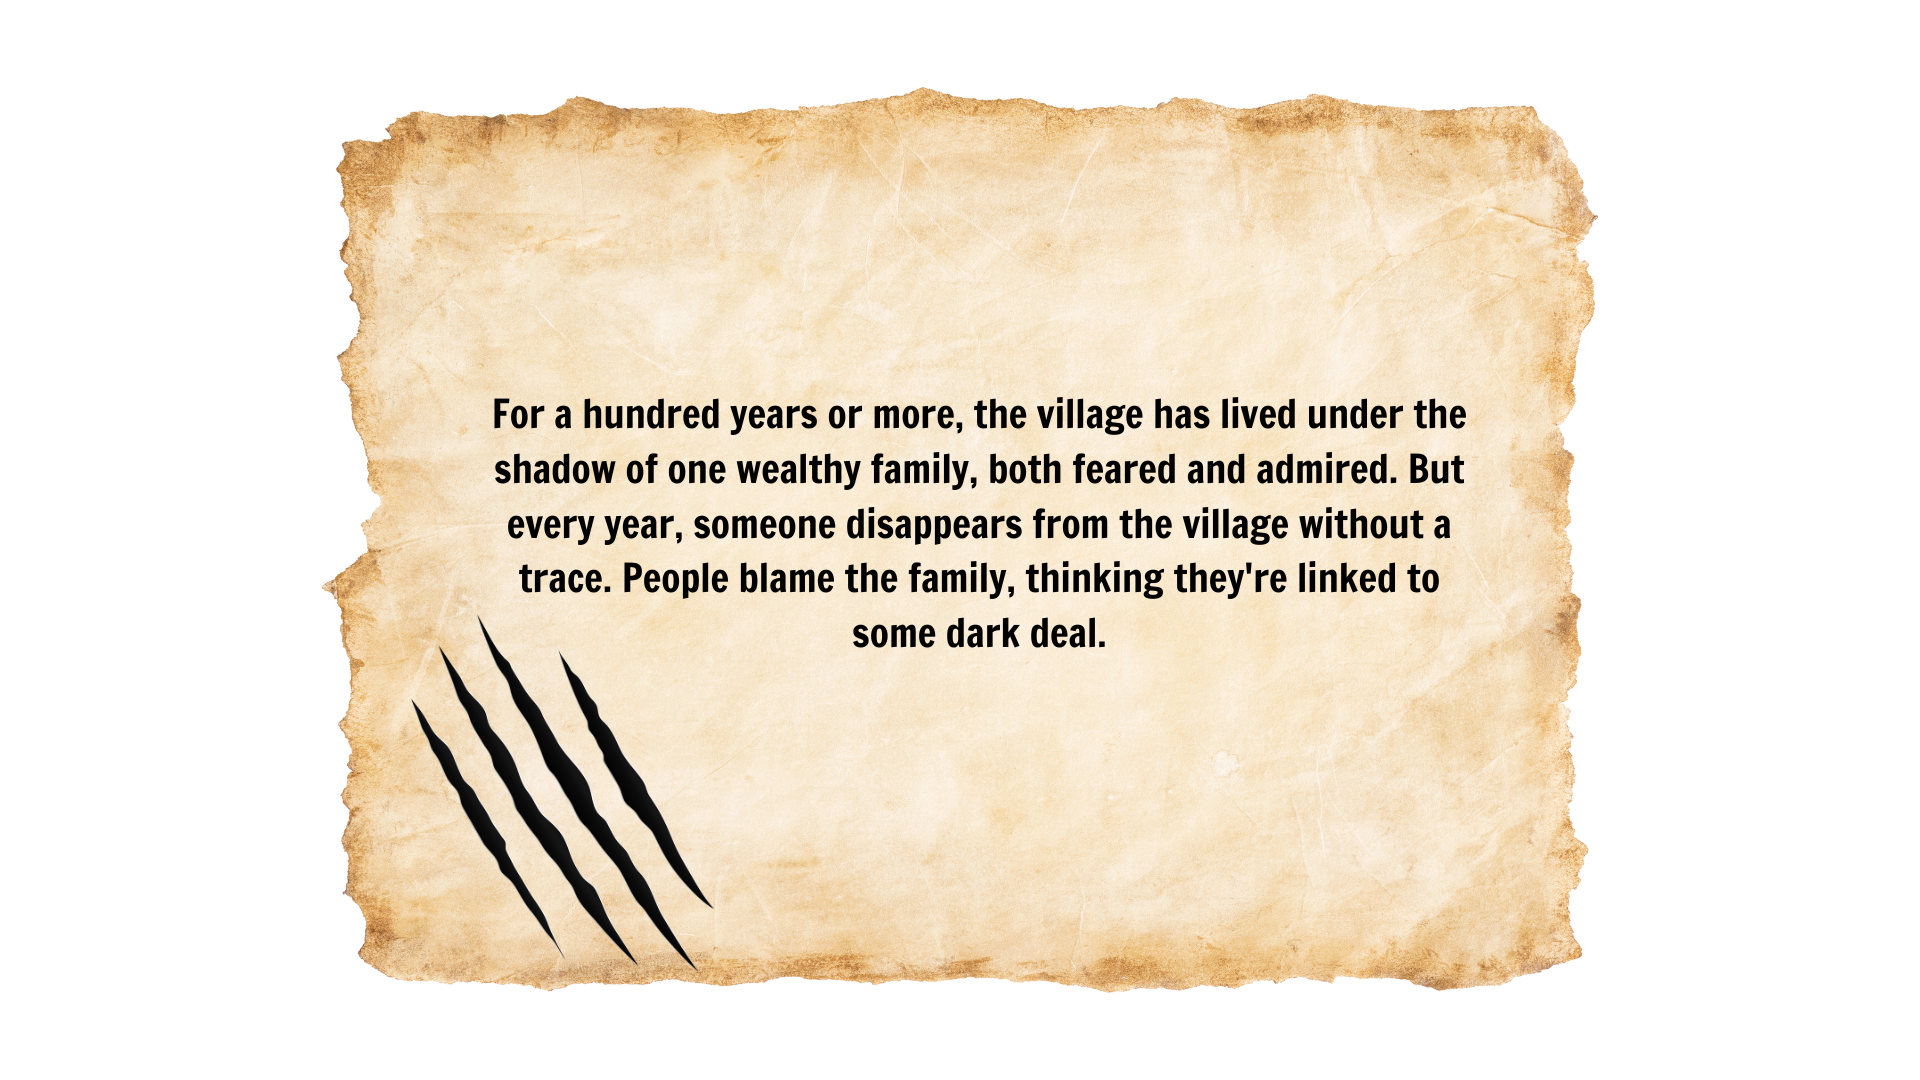 For a hundred years or more, the village has lived under the
shadow of one wealthy family, both feared and admired. But
every year, someone disappears from the village without a
trace. People blame the family, thinking they're linked to
some dark deal.